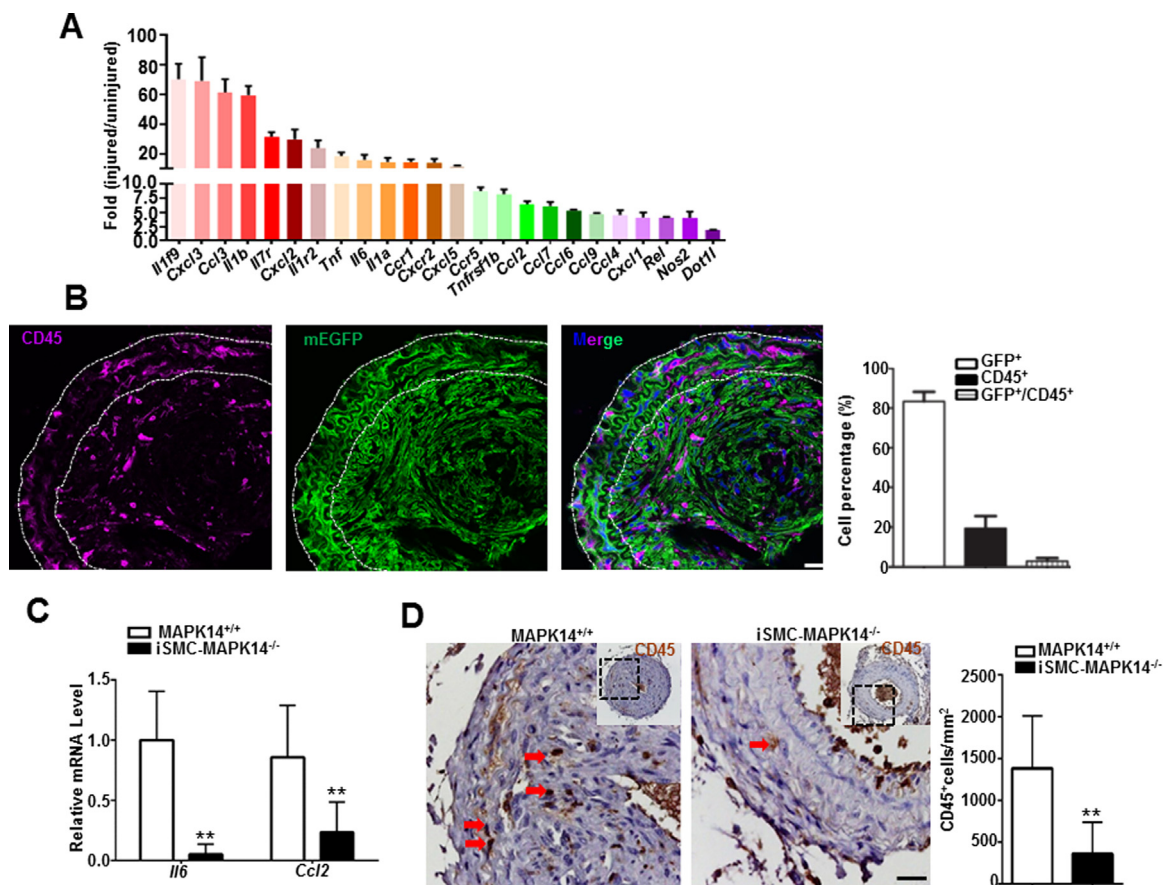 A
Fold (injured/uninjured)
100
80
60
40
20
10.0
7.5
5.0
2.5
0.0
Il1f9 Cxcl3 Ccl3 Il1b Il7r Cxcl2 Il1r2 Tnf Il6 Il1a Ccr1 Cxcr2 Cxcl5 Ccr5 Tnfrsf1b Ccl2 Ccl7 Ccl6 Ccl9 Ccl4 Cxcl1 Rel Nos2 Dot1l
B
CD45
mEGFP
Merge
GFP⁺
CD45⁺
GFP⁺/CD45⁺
Cell percentage (%)
80
60
40
20
0
C
MAPK14⁺/⁺
iSMC-MAPK14⁻/⁻
Relative mRNA Level
1.5
1.0
0.5
0.0
**
**
Il6 Ccl2
D
MAPK14⁺/⁺
CD45
iSMC-MAPK14⁻/⁻
CD45
MAPK14⁺/⁺
iSMC-MAPK14⁻/⁻
CD45⁺cells/mm²
2500
2000
1500
1000
500
0
**